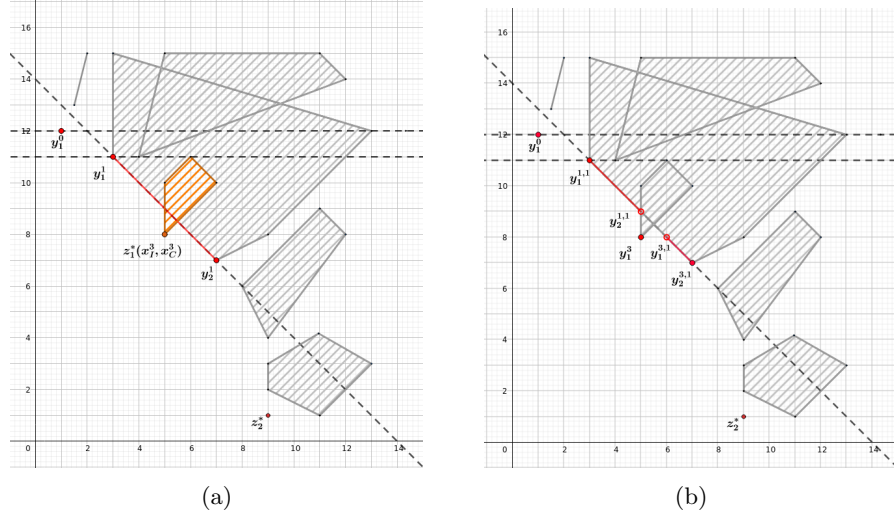 16
14
12
10
8
6
4
2
0
2
4
6
8
10
12
14
y_1^0
y_1^1
z_1^*(x_I^3, x_C^3)
y_2^1
z_2^*
(a)
16
14
12
10
8
6
4
2
0
2
4
6
8
10
12
14
y_1^0
y_1^{1,1}
y_2^{1,1}
y_1^3
y_1^{3,1}
y_2^{3,1}
z_2^*
(b)